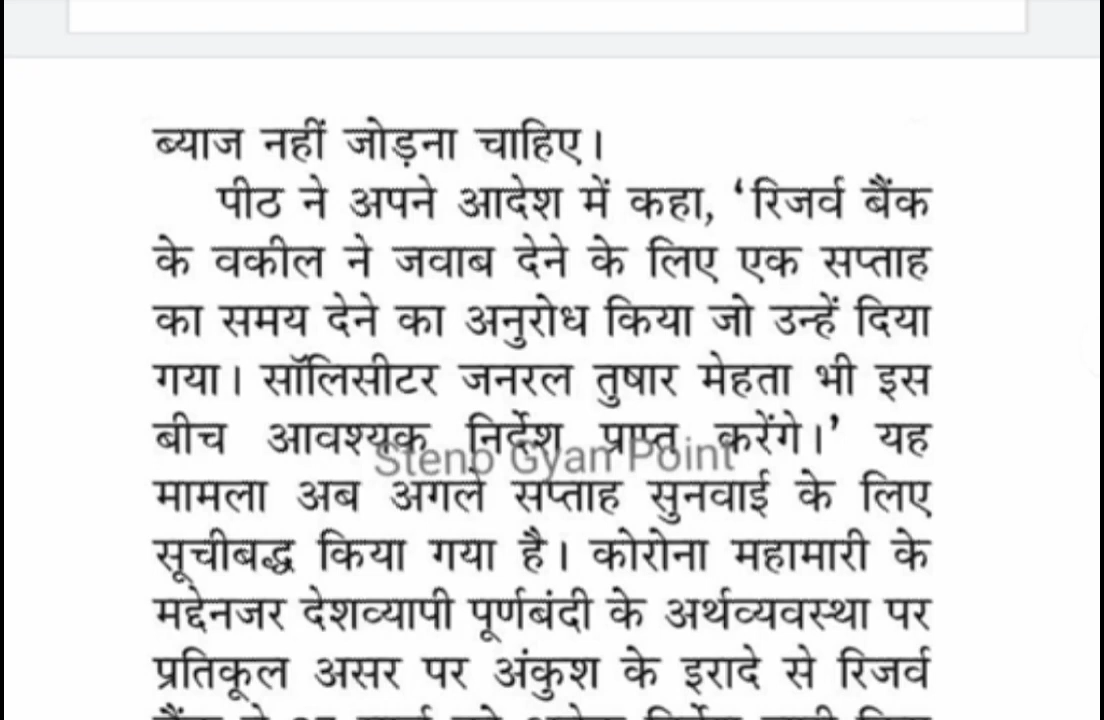 ब्याज नहीं जोड़ना चाहिए।
पीठ ने अपने आदेश में कहा, ‘रिजर्व बैंक
के वकील ने जवाब देने के लिए एक सप्ताह
का समय देने का अनुरोध किया जो उन्हें दिया
गया। सॉलिसीटर जनरल तुषार मेहता भी इस
बीच आवश्यक निर्देश प्राप्त करेंगे।’ यह
Steno Gyan Point
मामला अब अगले सप्ताह सुनवाई के लिए
सूचीबद्ध किया गया है। कोरोना महामारी के
मद्देनजर देशव्यापी पूर्णबंदी के अर्थव्यवस्था पर
प्रतिकूल असर पर अंकुश के इरादे से रिजर्व